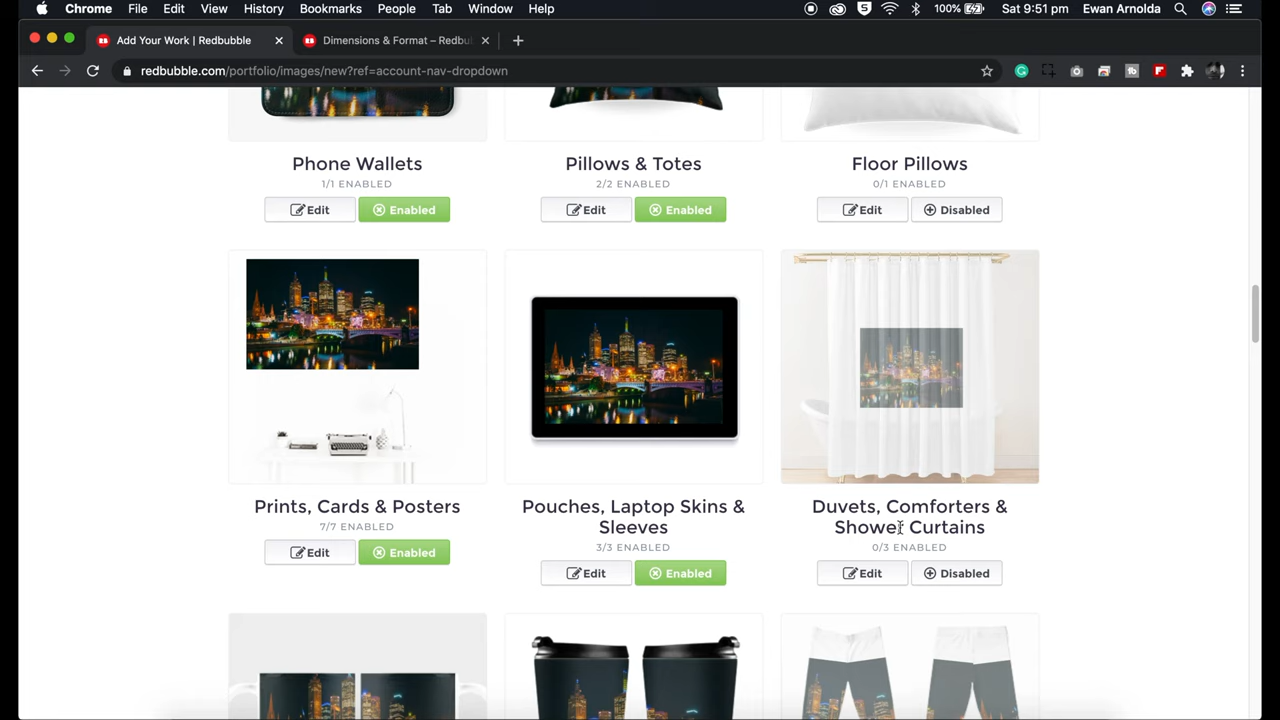 Chrome File Edit View History Bookmarks People Tab Window Help 100% Sat 9:51 pm Ewan Arnolda
Add Your Work | Redbubble Dimensions & Format – Redbu
redbubble.com/portfolio/images/new?ref=account-nav-dropdown
Phone Wallets
1/1 ENABLED
Edit Enabled
Pillows & Totes
2/2 ENABLED
Edit Enabled
Floor Pillows
0/1 ENABLED
Edit Disabled
Prints, Cards & Posters
7/7 ENABLED
Edit Enabled
Pouches, Laptop Skins &
Sleeves
3/3 ENABLED
Edit Enabled
Duvets, Comforters &
Shower Curtains
0/3 ENABLED
Edit Disabled